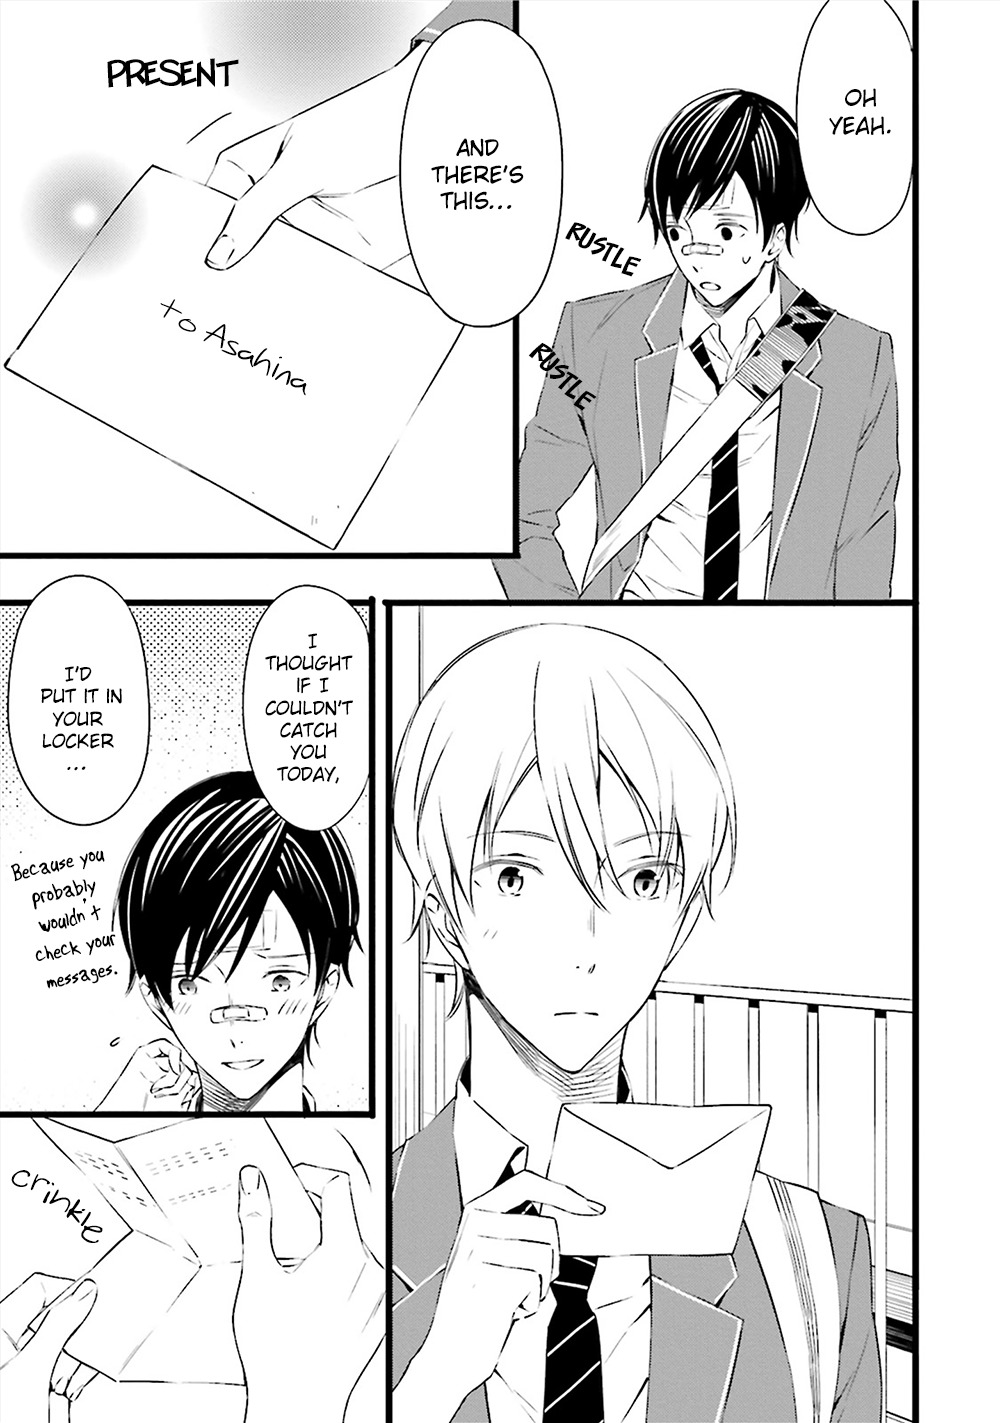 OH
YEAH.
RUSTLE
RUSTLE
AND
THERE'S
THIS...
PRESENT
to Asahina
I
THOUGHT
IF I
COULDN'T
CATCH
YOU
TODAY,
I'D
PUT IT IN
YOUR
LOCKER
...
Because you
probably
wouldn't
check your
messages.
crinkle